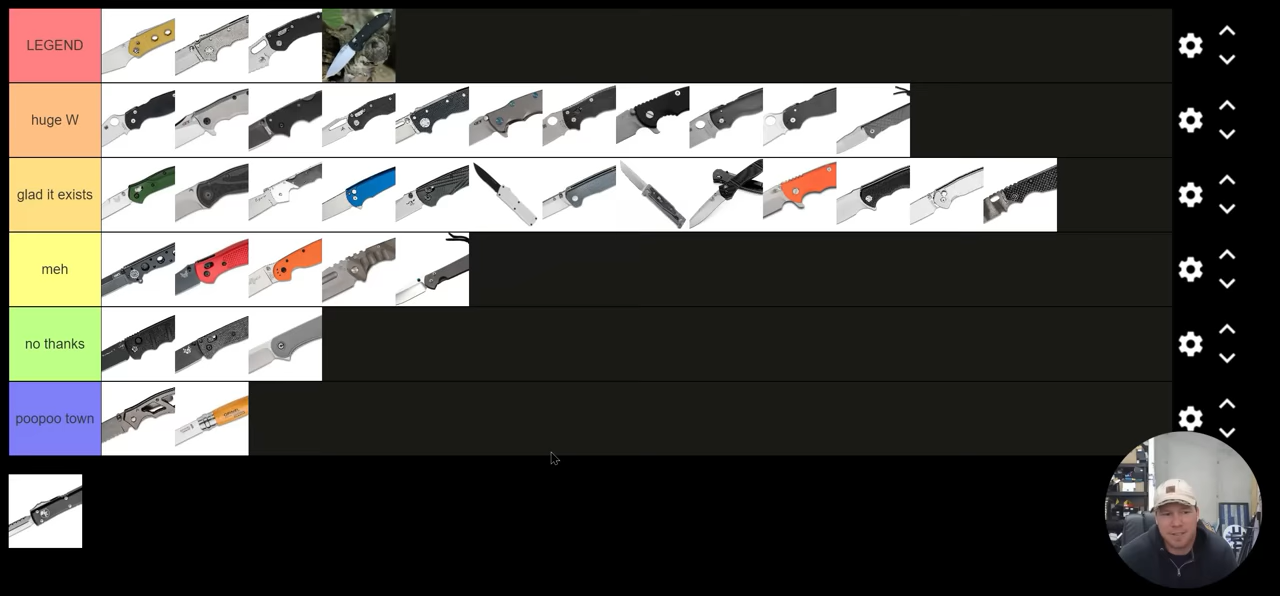 LEGEND
huge W
glad it exists
meh
no thanks
poopoo town